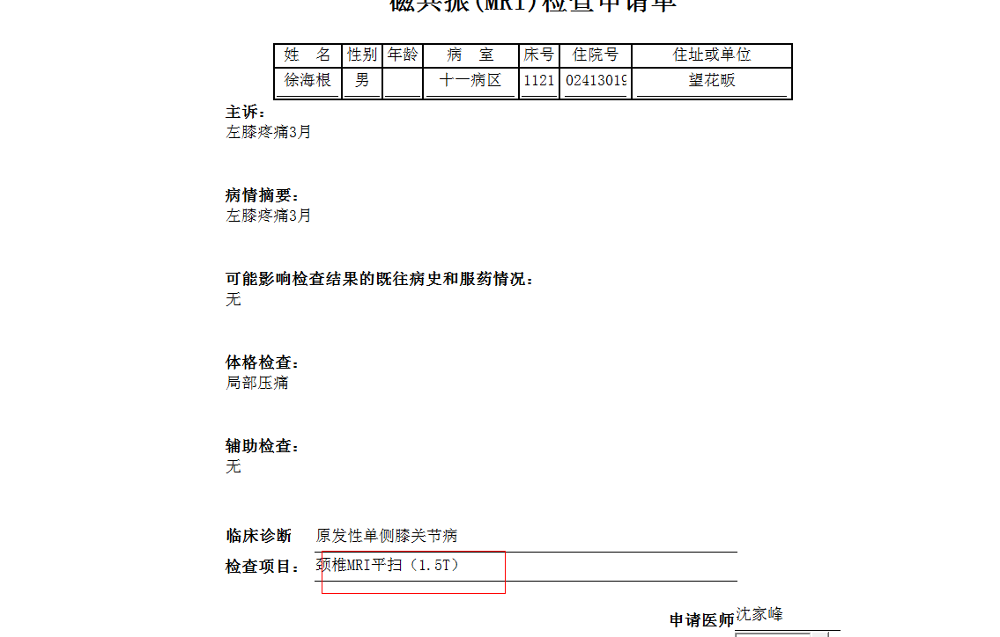 磁共振(MRI)检查申请单
姓 名 性别 年龄 病 室 床号 住院号 住址或单位
徐海根 男 十一病区 1121 02413019 望花畈
主诉：
左膝疼痛3月
病情摘要：
左膝疼痛3月
可能影响检查结果的既往病史和服药情况：
无
体格检查：
局部压痛
辅助检查：
无
临床诊断 原发性单侧膝关节病
检查项目： 颈椎MRI平扫（1.5T）
申请医师 沈家峰